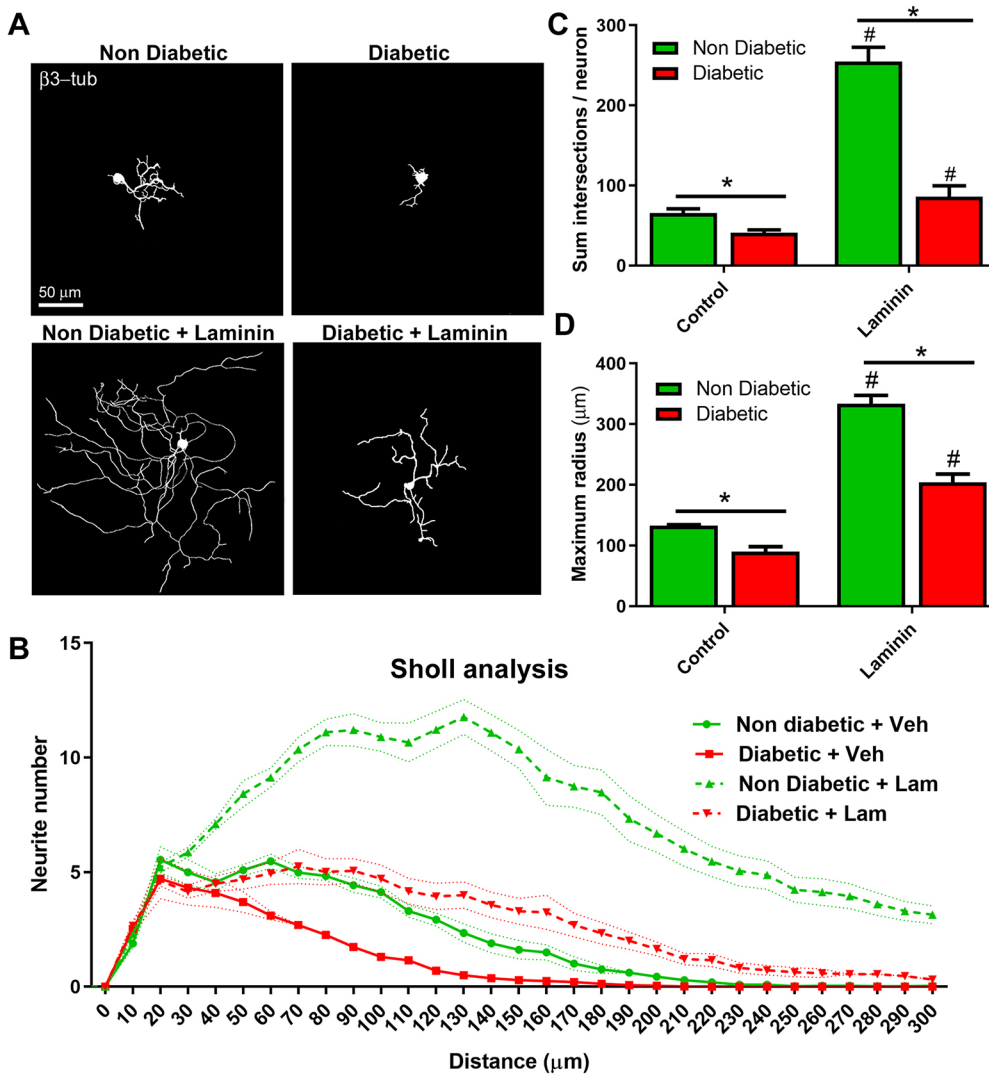 A
Non Diabetic
Diabetic
β3–tub
50 μm
Non Diabetic + Laminin
Diabetic + Laminin
C
Sum intersections / neuron
300
200
100
0
Non Diabetic
Diabetic
*
*
#
#
Control
Laminin
D
Maximum radius (μm)
400
300
200
100
0
Non Diabetic
Diabetic
*
*
#
#
Control
Laminin
B
Sholl analysis
Neurite number
15
10
5
0
Non diabetic + Veh
Diabetic + Veh
Non Diabetic + Lam
Diabetic + Lam
0 10 20 30 40 50 60 70 80 90 100 110 120 130 140 150 160 170 180 190 200 210 220 230 240 250 260 270 280 290 300
Distance (μm)